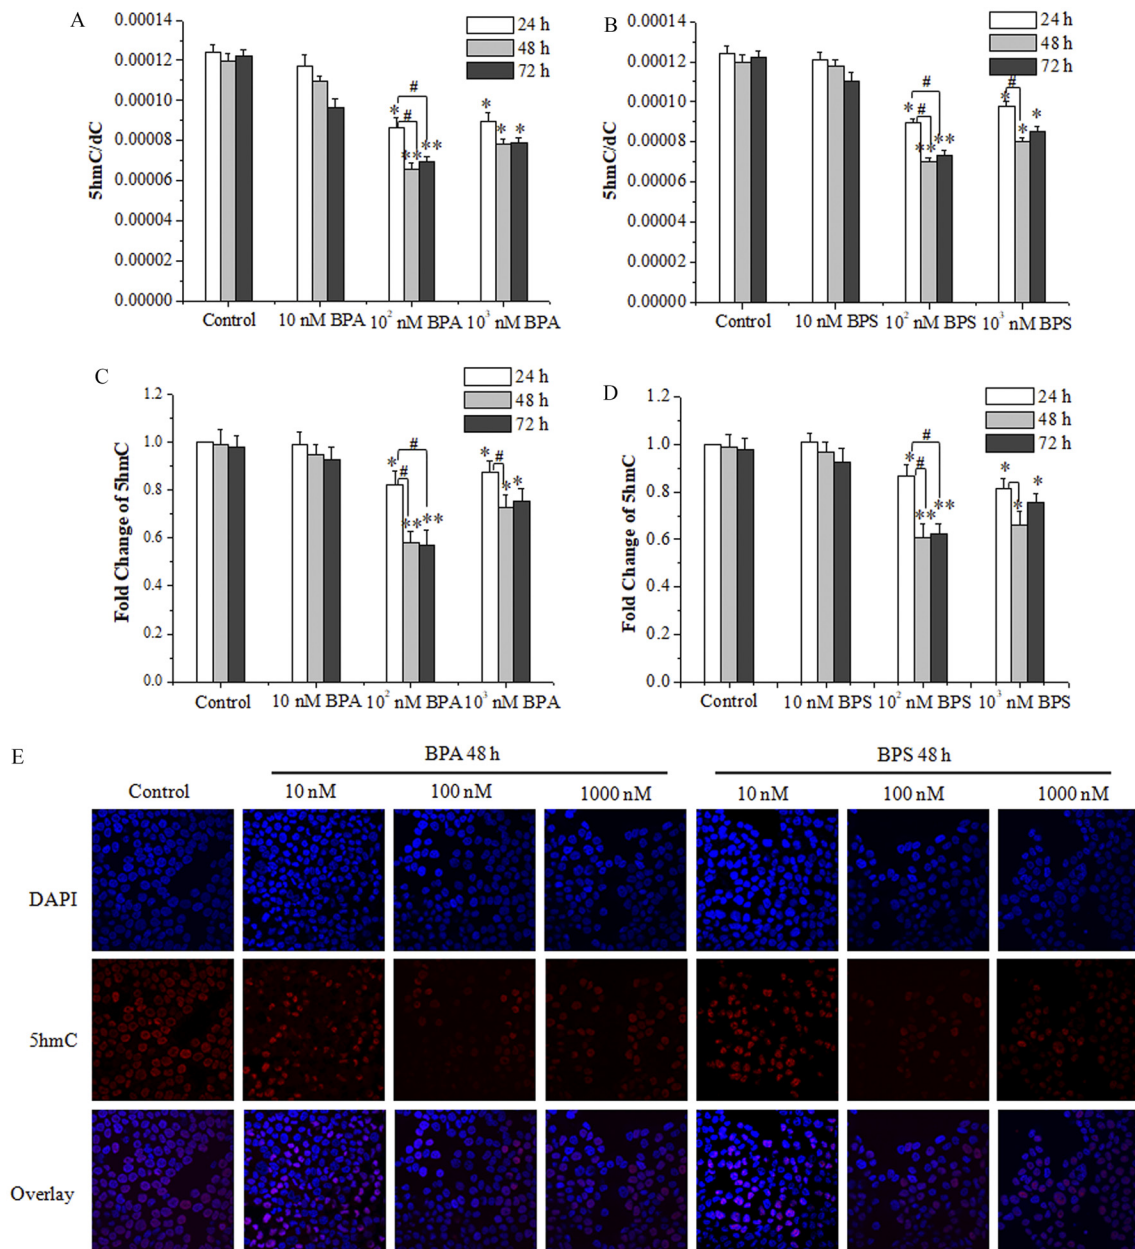 A
5hmC/dC
0.00014
0.00012
0.00010
0.00008
0.00006
0.00004
0.00002
0.00000
24 h
48 h
72 h
* # # ** ** * * *
Control 10 nM BPA 10² nM BPA 10³ nM BPA
B
5hmC/dC
0.00014
0.00012
0.00010
0.00008
0.00006
0.00004
0.00002
0.00000
24 h
48 h
72 h
* # # ** ** * # * *
Control 10 nM BPS 10² nM BPS 10³ nM BPS
C
Fold Change of 5hmC
1.2
1.0
0.8
0.6
0.4
0.2
0.0
24 h
48 h
72 h
* # # ** ** * # * *
Control 10 nM BPA 10² nM BPA 10³ nM BPA
D
Fold Change of 5hmC
1.2
1.0
0.8
0.6
0.4
0.2
0.0
24 h
48 h
72 h
* # # ** ** * * *
Control 10 nM BPS 10² nM BPS 10³ nM BPS
E
BPA 48 h BPS 48 h
Control 10 nM 100 nM 1000 nM 10 nM 100 nM 1000 nM
DAPI
5hmC
Overlay